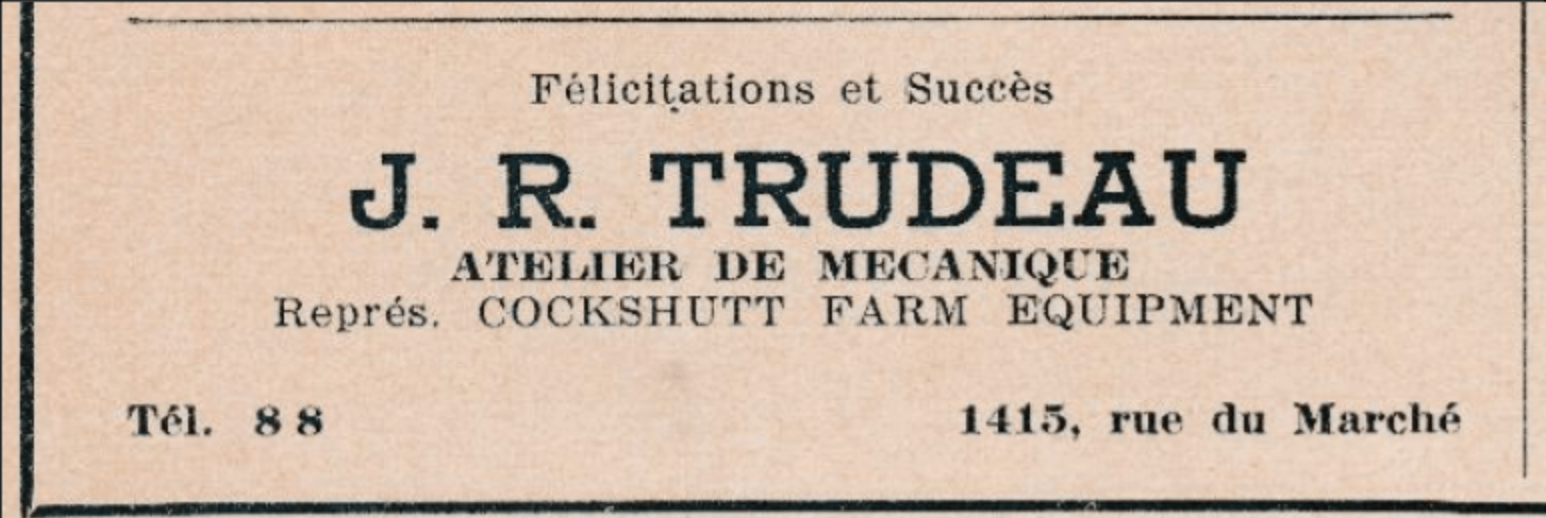 Félicitations et Succès
J. R. TRUDEAU
ATELIER DE MECANIQUE
Représ. COCKSHUTT FARM EQUIPMENT
Tél. 88 1415, rue du Marché